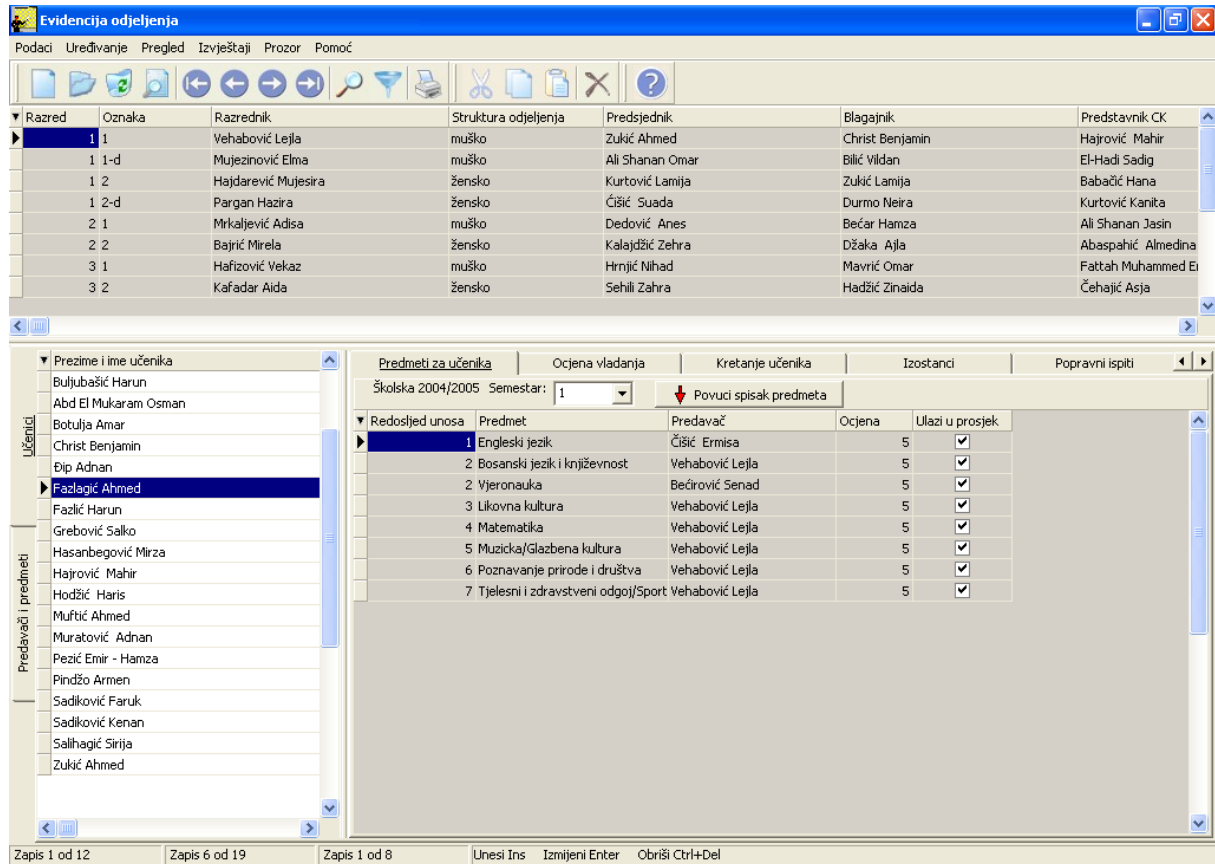 Evidencija odjeljenja
Podaci Uređivanje Pregled Izvještaji Prozor Pomoć
Razred Oznaka Razrednik Struktura odjeljenja Predsjednik Blagajnik Predstavnik CK
1 1 Vehabović Lejla muško Zukić Ahmed Christ Benjamin Hajrović Mahir
1 1-d Mujezinović Elma muško Ali Shanan Omar Bilić Vildan El-Hadi Sadig
1 2 Hajdarević Mujesira žensko Kurtović Lamija Zukić Lamija Babačić Hana
1 2-d Pargan Hazira žensko Ćišić Suada Durmo Neira Kurtović Kanita
2 1 Mrkaljević Adisa muško Dedović Anes Bećar Hamza Ali Shanan Jasin
2 2 Bajrić Mirela žensko Kalajdžić Zehra Džaka Ajla Abaspahić Almedina
3 1 Hafizović Vekaz muško Hrnjić Nihad Mavrić Omar Fattah Muhammed
3 2 Kafadar Aida žensko Sehili Zahra Hadžić Zinaida Čehajić Asja
Učenici
Predavači i predmeti
Prezime i ime učenika
Buljubašić Harun
Abd El Mukaram Osman
Botulja Amar
Christ Benjamin
Đip Adnan
Fazlagić Ahmed
Fazlić Harun
Grebović Salko
Hasanbegović Mirza
Hajrović Mahir
Hodžić Haris
Muftić Ahmed
Muratović Adnan
Pezić Emir - Hamza
Pindžo Armen
Sadiković Faruk
Sadiković Kenan
Salihagić Sirija
Zukić Ahmed
Predmeti za učenika Ocjena vladanja Kretanje učenika Izostanci Popravni ispiti
Školska 2004/2005 Semestar: 1 Povuci spisak predmeta
Redosljed unosa Predmet Predavač Ocjena Ulazi u prosjek
1 Engleski jezik Čišić Ermisa 5
2 Bosanski jezik i književnost Vehabović Lejla 5
2 Vjeronauka Bećirović Senad 5
3 Likovna kultura Vehabović Lejla 5
4 Matematika Vehabović Lejla 5
5 Muzicka/Glazbena kultura Vehabović Lejla 5
6 Poznavanje prirode i društva Vehabović Lejla 5
7 Tjelesni i zdravstveni odgoj/Sport Vehabović Lejla 5
Zapis 1 od 12 Zapis 6 od 19 Zapis 1 od 8 Unesi Ins Izmijeni Enter Obriši Ctrl+Del